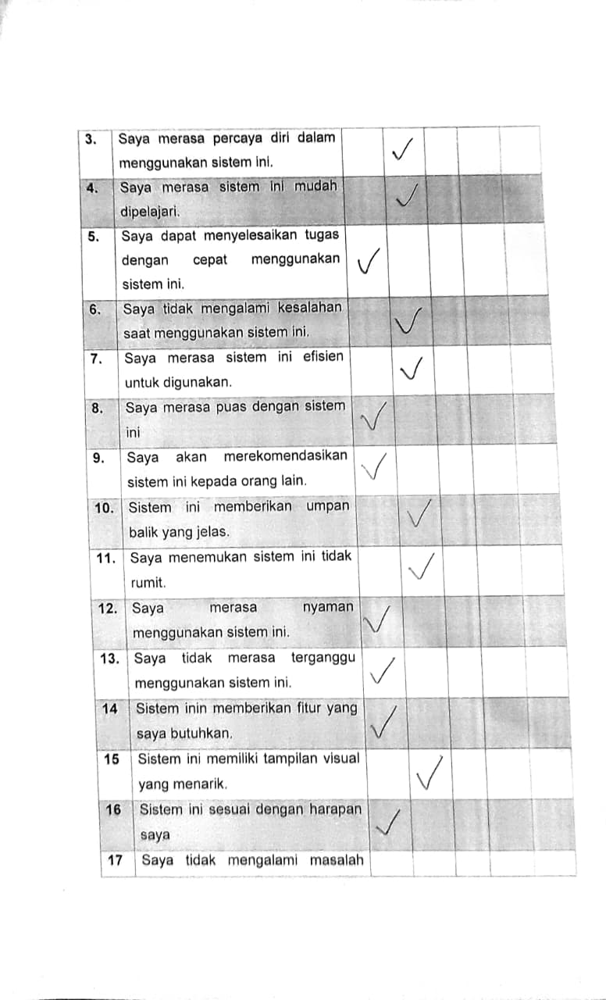 3. Saya merasa percaya diri dalam ✓
menggunakan sistem ini.
4. Saya merasa sistem ini mudah ✓
dipelajari.
5. Saya dapat menyelesaikan tugas
dengan cepat menggunakan ✓
sistem ini.
6. Saya tidak mengalami kesalahan ✓
saat menggunakan sistem ini.
7. Saya merasa sistem ini efisien ✓
untuk digunakan.
8. Saya merasa puas dengan sistem ✓
ini
9. Saya akan merekomendasikan ✓
sistem ini kepada orang lain.
10. Sistem ini memberikan umpan ✓
balik yang jelas.
11. Saya menemukan sistem ini tidak ✓
rumit.
12. Saya merasa nyaman ✓
menggunakan sistem ini.
13. Saya tidak merasa terganggu ✓
menggunakan sistem ini.
14 Sistem inin memberikan fitur yang ✓
saya butuhkan.
15 Sistem ini memiliki tampilan visual ✓
yang menarik.
16 Sistem ini sesuai dengan harapan ✓
saya
17 Saya tidak mengalami masalah